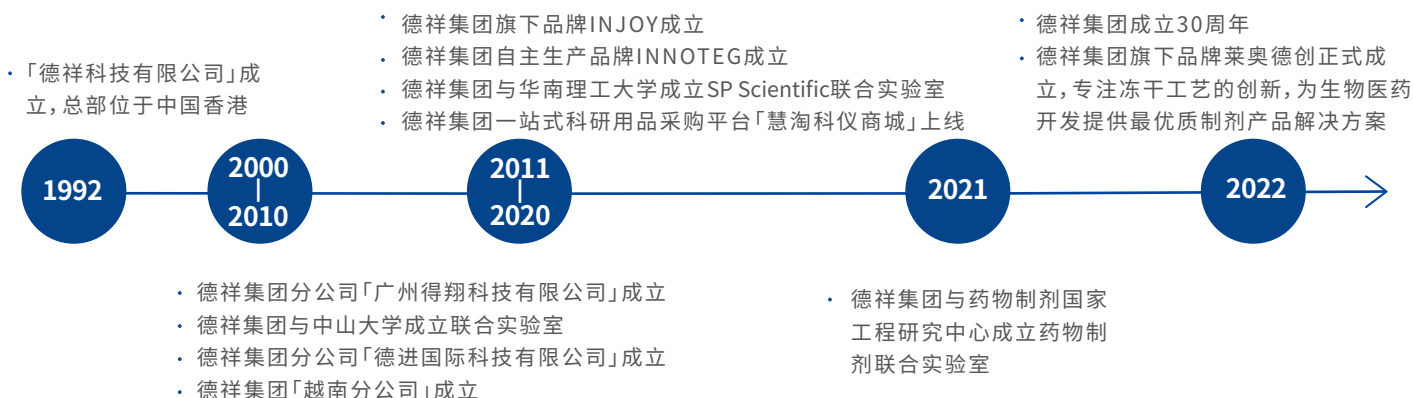 · 「德祥科技有限公司」成
立，总部位于中国香港
· 德祥集团旗下品牌INJOY成立
· 德祥集团自主生产品牌INNOTEG成立
· 德祥集团与华南理工大学成立SP Scientific联合实验室
· 德祥集团一站式科研用品采购平台「慧淘科仪商城」上线
· 德祥集团成立30周年
· 德祥集团旗下品牌莱奥德创正式成
立，专注冻干工艺的创新，为生物医药
开发提供最优质制剂产品解决方案
1992
2000
|
2010
2011
|
2020
2021
2022
· 德祥集团分公司「广州得翔科技有限公司」成立
· 德祥集团与中山大学成立联合实验室
· 德祥集团分公司「德进国际科技有限公司」成立
· 德祥集团「越南分公司」成立
· 德祥集团与药物制剂国家
工程研究中心成立药物制
剂联合实验室